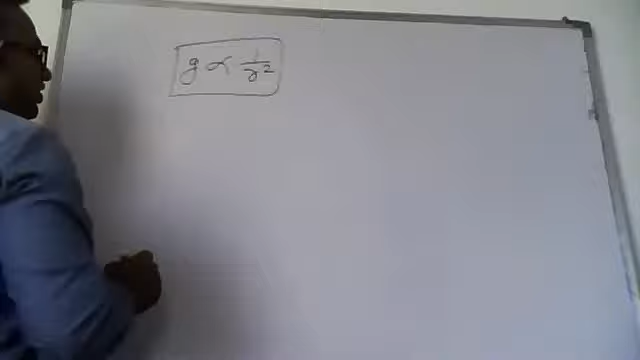 g ∝ 1/r²